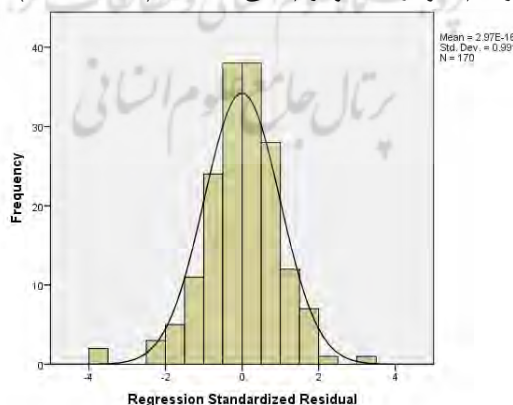 Mean = 2.97E-16
Std. Dev. = 0.991
N = 170
پرتال جامع علوم انسانی
Frequency
40
30
20
10
0
-4 -2 0 2 4
Regression Standardized Residual